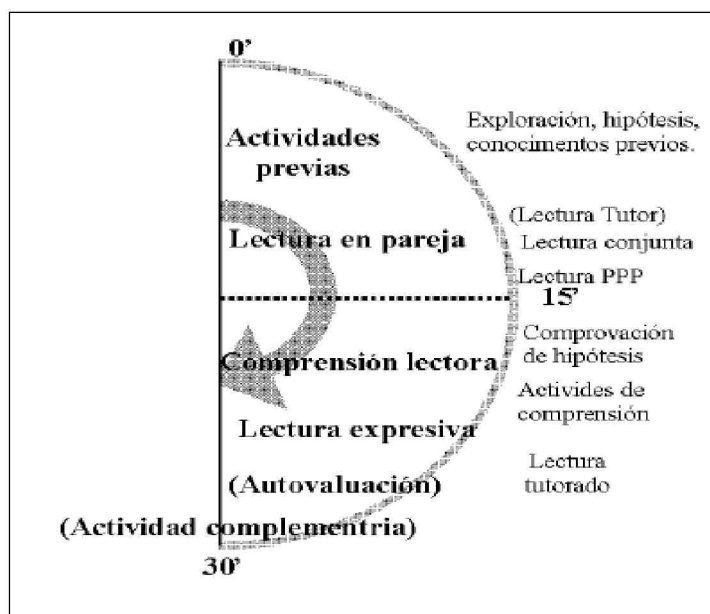 0'
Actividades
previas
Exploración, hipótesis,
conocimentos previos.
(Lectura Tutor)
Lectura en pareja
Lectura conjunta
Lectura PPP
15'
Comprovación
de hipótesis
Comprensión lectora
Activides de
comprensión
Lectura expresiva
Lectura
tutorado
(Autovaluación)
(Actividad complementria)
30'